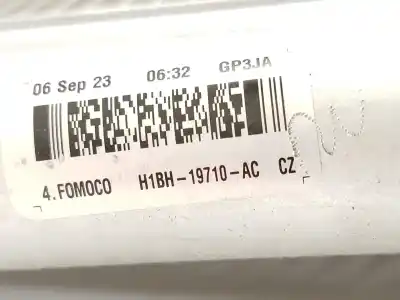 06 Sep 23 06:32 GP3JA
4.FOMOCO H1BH-19710-AC CZ